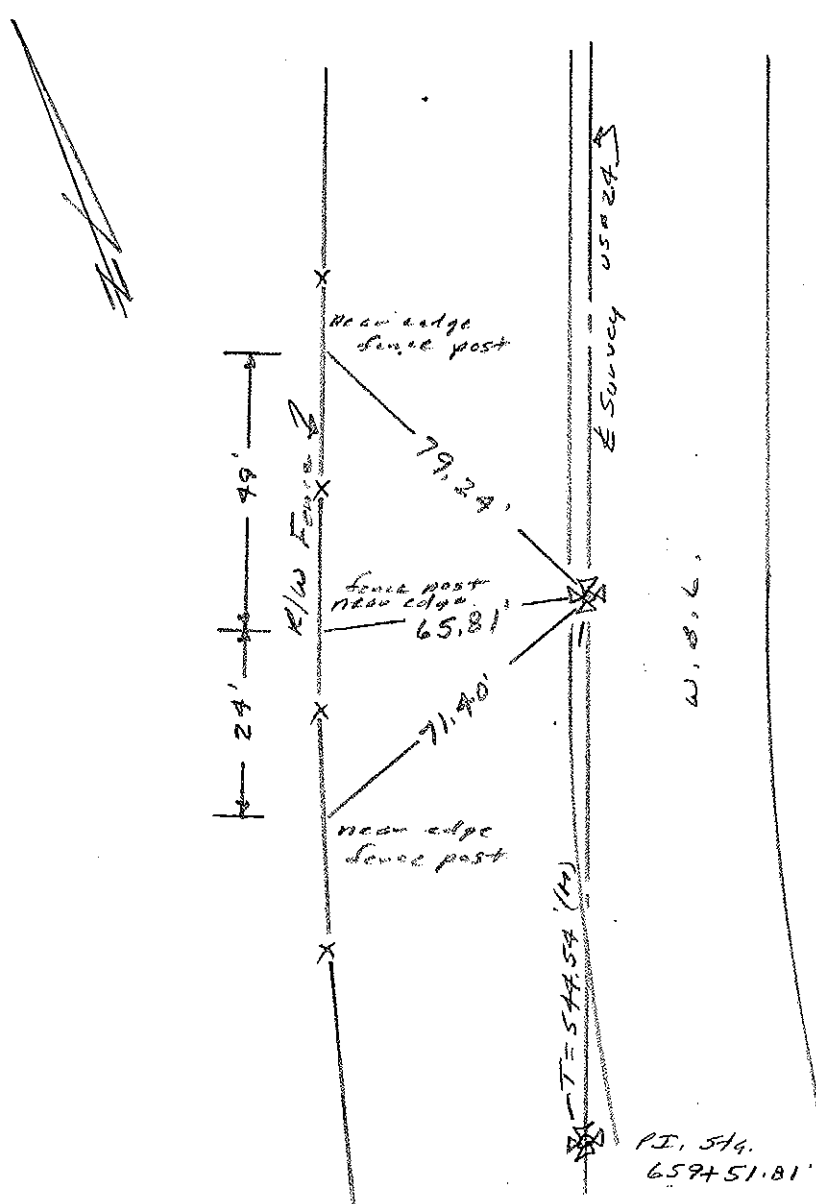 N
Near edge
fence post
49'
R/W Fence
79.24'
℄ Survey US#24
fence post
near edge
65.81'
24'
71.40'
W.B.L.
near edge
fence post
T=544.54'(M)
P.I. Sta.
659+51.81'